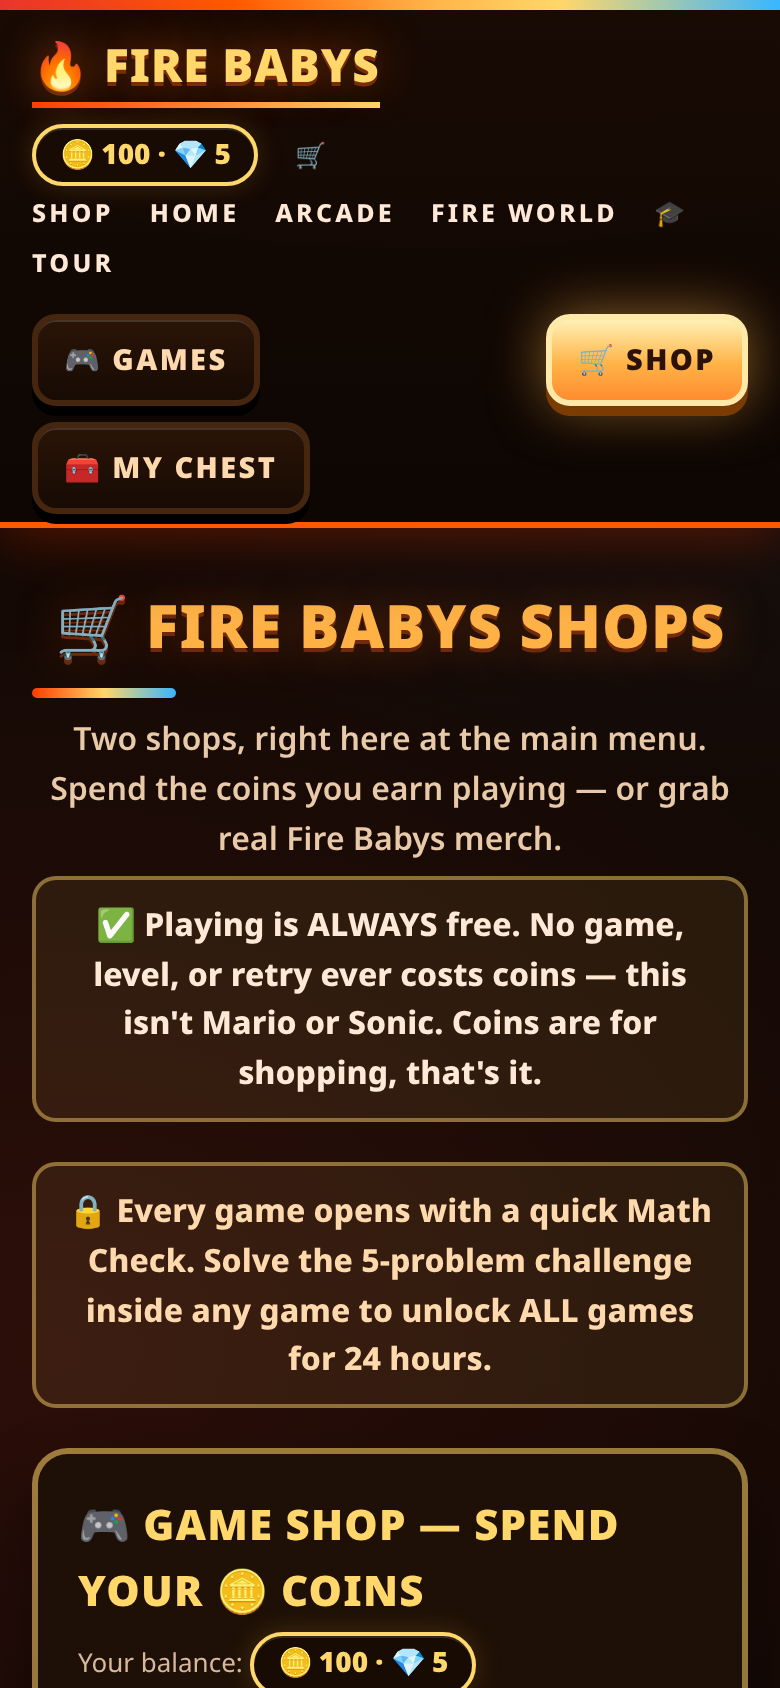 🔥 FIRE BABYS
🪙 100 · 💎 5 🛒
SHOP HOME ARCADE FIRE WORLD 🎓
TOUR
🎮 GAMES 🛒 SHOP
🧰 MY CHEST
🛒 FIRE BABYS SHOPS
Two shops, right here at the main menu.
Spend the coins you earn playing — or grab
real Fire Babys merch.
✅ Playing is ALWAYS free. No game,
level, or retry ever costs coins — this
isn't Mario or Sonic. Coins are for
shopping, that's it.
🔒 Every game opens with a quick Math
Check. Solve the 5-problem challenge
inside any game to unlock ALL games
for 24 hours.
🎮 GAME SHOP — SPEND
YOUR 🪙 COINS
Your balance: 🪙 100 · 💎 5